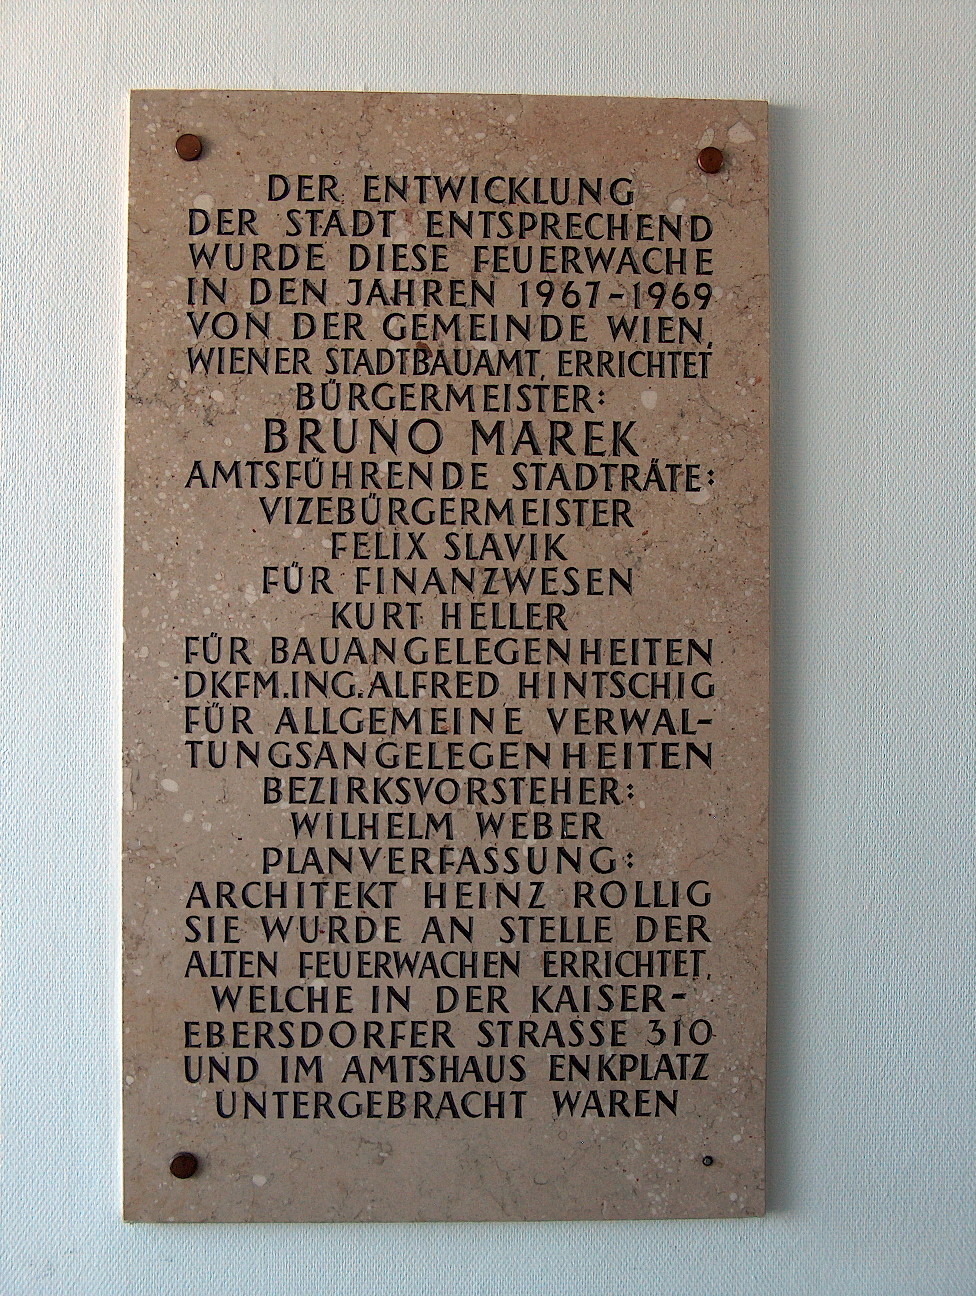 DER ENTWICKLUNG
DER STADT ENTSPRECHEND
WURDE DIESE FEUERWACHE
IN DEN JAHREN 1967-1969
VON DER GEMEINDE WIEN,
WIENER STADTBAUAMT, ERRICHTET
BÜRGERMEISTER:
BRUNO MAREK
AMTSFÜHRENDE STADTRÄTE:
VIZEBÜRGERMEISTER
FELIX SLAVIK
FÜR FINANZWESEN
KURT HELLER
FÜR BAUANGELEGENHEITEN
DKFM.ING.ALFRED HINTSCHIG
FÜR ALLGEMEINE VERWAL-
TUNGSANGELEGENHEITEN
BEZIRKSVORSTEHER:
WILHELM WEBER
PLANVERFASSUNG:
ARCHITEKT HEINZ ROLLIG
SIE WURDE AN STELLE DER
ALTEN FEUERWACHEN ERRICHTET,
WELCHE IN DER KAISER-
EBERSDORFER STRASSE 310
UND IM AMTSHAUS ENKPLATZ
UNTERGEBRACHT WAREN